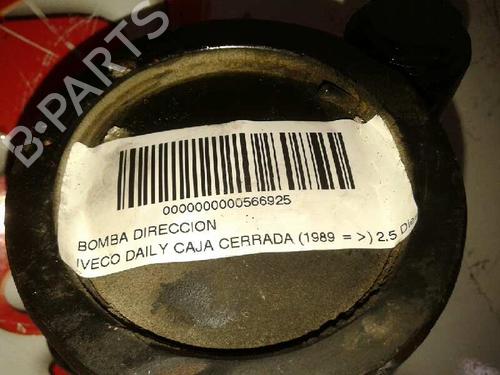 B-PARTS
0000000000566925
BOMBA DIRECCION
IVECO DAILY CAJA CERRADA (1989 = >) 2.5